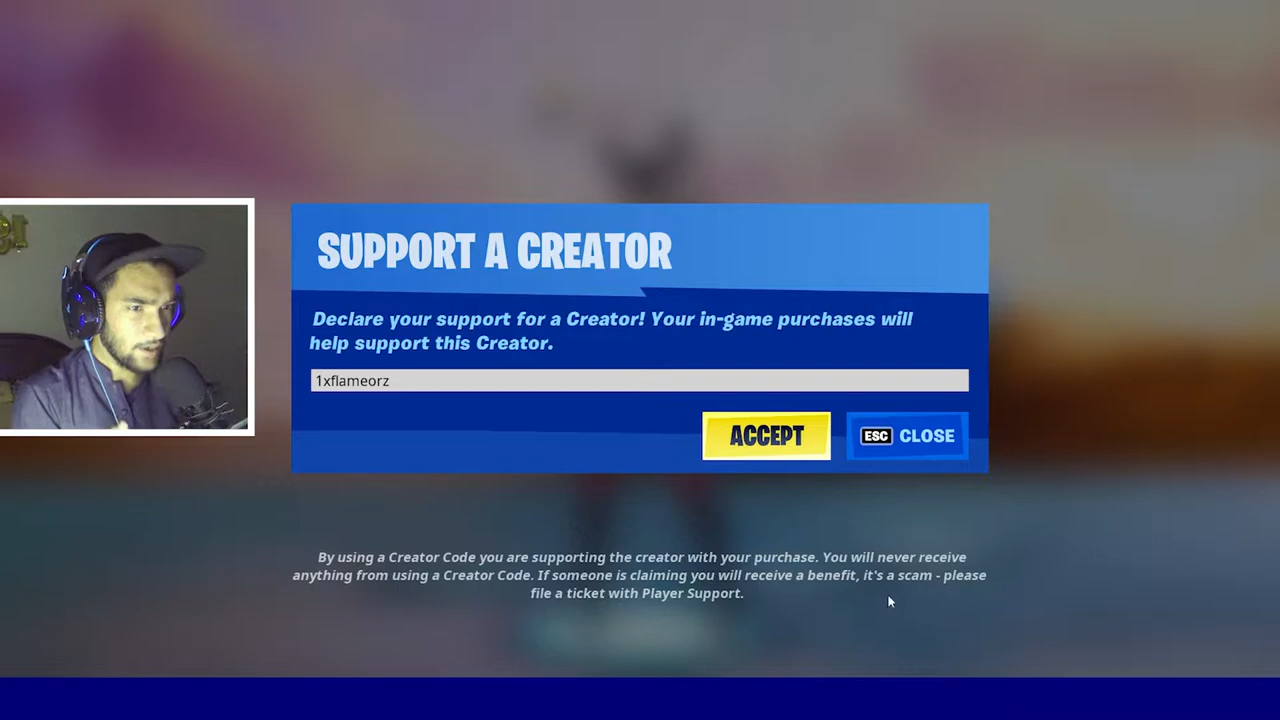 SUPPORT A CREATOR
Declare your support for a Creator! Your in-game purchases will
help support this Creator.
1xflameorz
ACCEPT
ESC CLOSE
By using a Creator Code you are supporting the creator with your purchase. You will never receive
anything from using a Creator Code. If someone is claiming you will receive a benefit, it's a scam - please
file a ticket with Player Support.